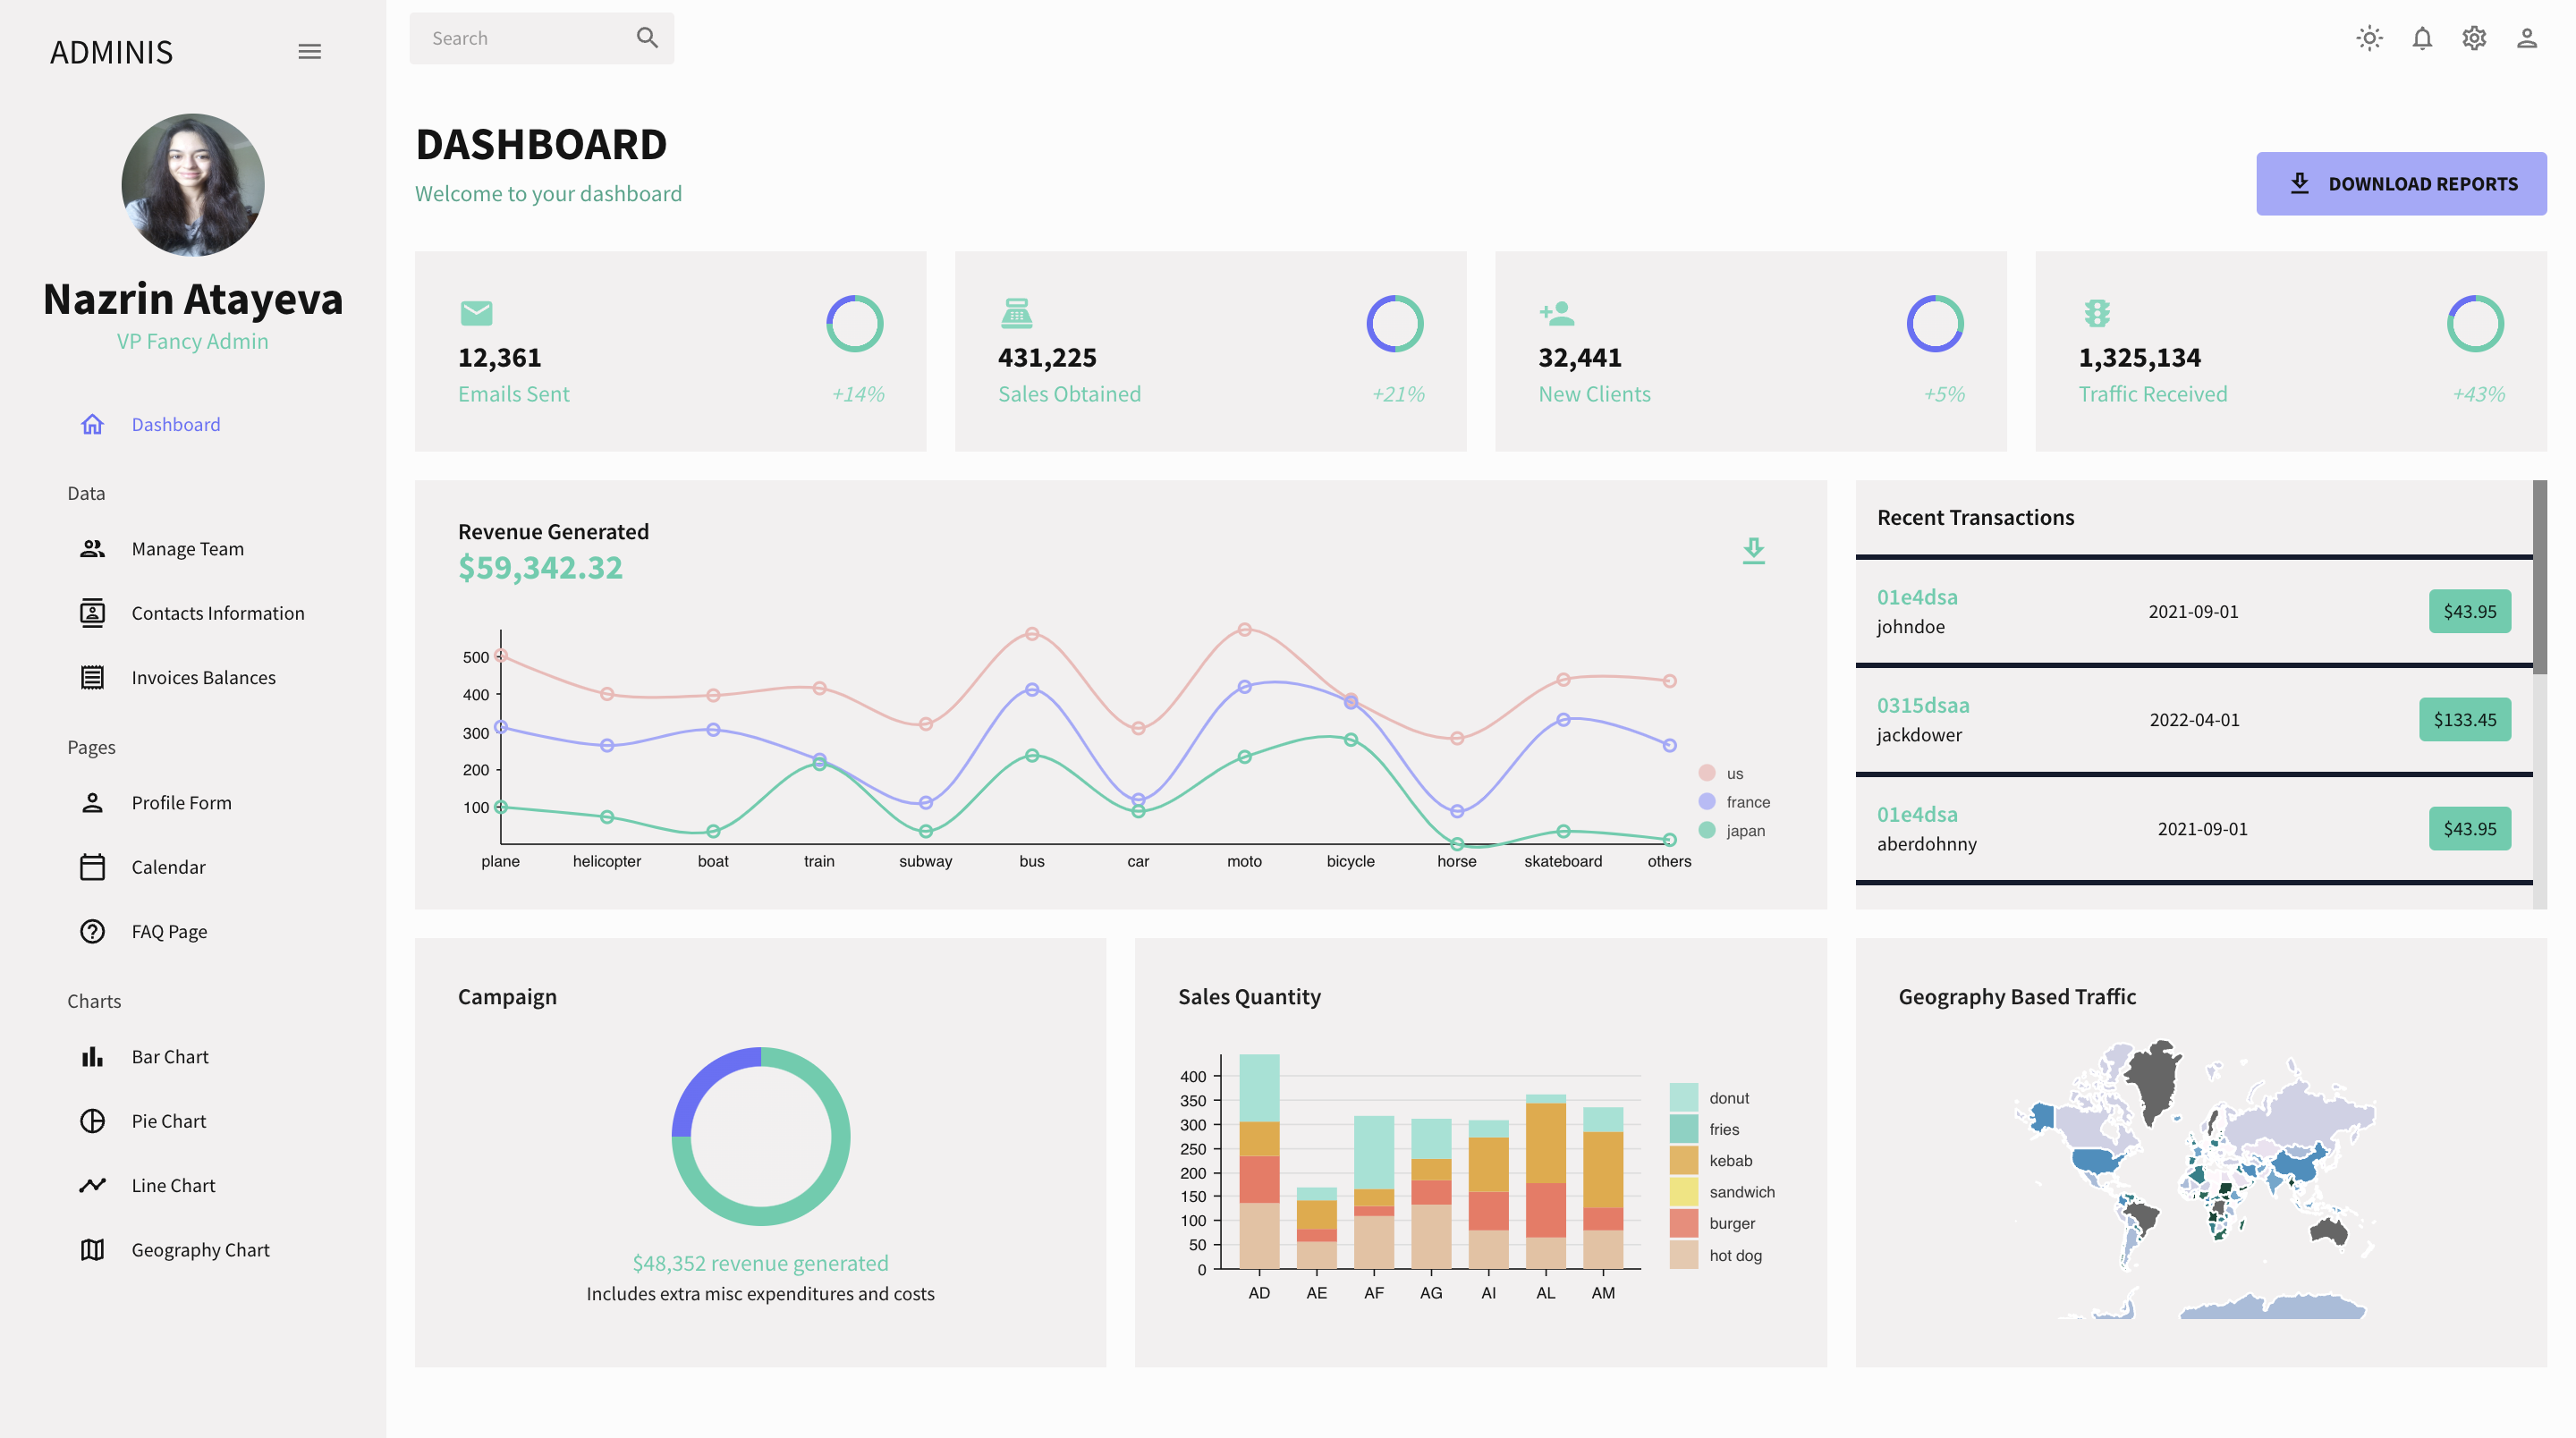 ADMINIS
Search
Nazrin Atayeva
VP Fancy Admin
Dashboard
Data
Manage Team
Contacts Information
Invoices Balances
Pages
Profile Form
Calendar
FAQ Page
Charts
Bar Chart
Pie Chart
Line Chart
Geography Chart
DASHBOARD
Welcome to your dashboard
DOWNLOAD REPORTS
12,361
Emails Sent
+14%
431,225
Sales Obtained
+21%
32,441
New Clients
+5%
1,325,134
Traffic Received
+43%
Revenue Generated
$59,342.32
500
400
300
200
100
plane helicopter boat train subway bus car moto bicycle horse skateboard others
us
france
japan
Recent Transactions
01e4dsa
johndoe
2021-09-01
$43.95
0315dsaa
jackdower
2022-04-01
$133.45
01e4dsa
aberdohnny
2021-09-01
$43.95
Campaign
$48,352 revenue generated
Includes extra misc expenditures and costs
Sales Quantity
400
350
300
250
200
150
100
50
0
AD AE AF AG AI AL AM
donut
fries
kebab
sandwich
burger
hot dog
Geography Based Traffic